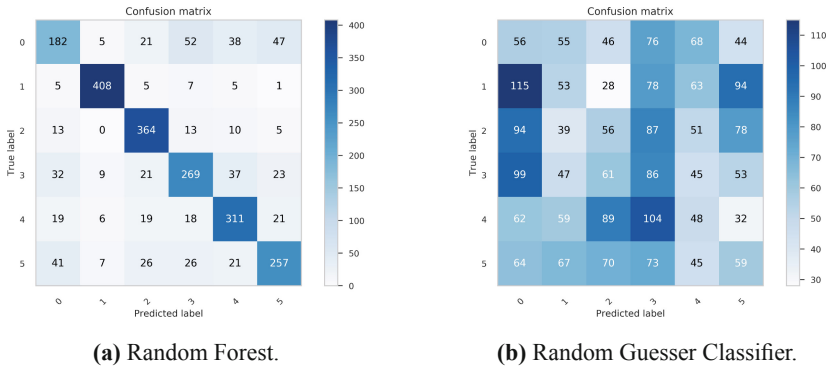 Confusion matrix
0 182 5 21 52 38 47
1 5 408 5 7 5 1
2 13 0 364 13 10 5
3 32 9 21 269 37 23
4 19 6 19 18 311 21
5 41 7 26 26 21 257
0 1 2 3 4 5
True label
Predicted label
400
350
300
250
200
150
100
50
0
(a) Random Forest.
Confusion matrix
0 56 55 46 76 68 44
1 115 53 28 78 63 94
2 94 39 56 87 51 78
3 99 47 61 86 45 53
4 62 59 89 104 48 32
5 64 67 70 73 45 59
0 1 2 3 4 5
True label
Predicted label
110
100
90
80
70
60
50
40
30
(b) Random Guesser Classifier.